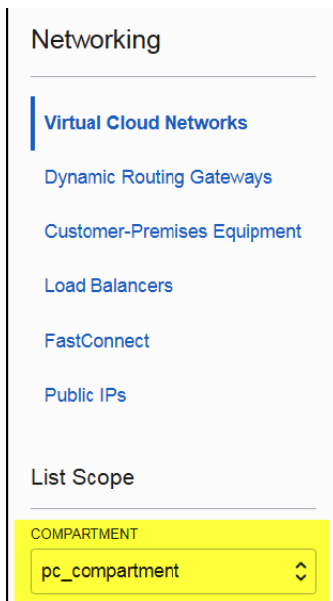 Networking
Virtual Cloud Networks
Dynamic Routing Gateways
Customer-Premises Equipment
Load Balancers
FastConnect
Public IPs
List Scope
COMPARTMENT
pc_compartment